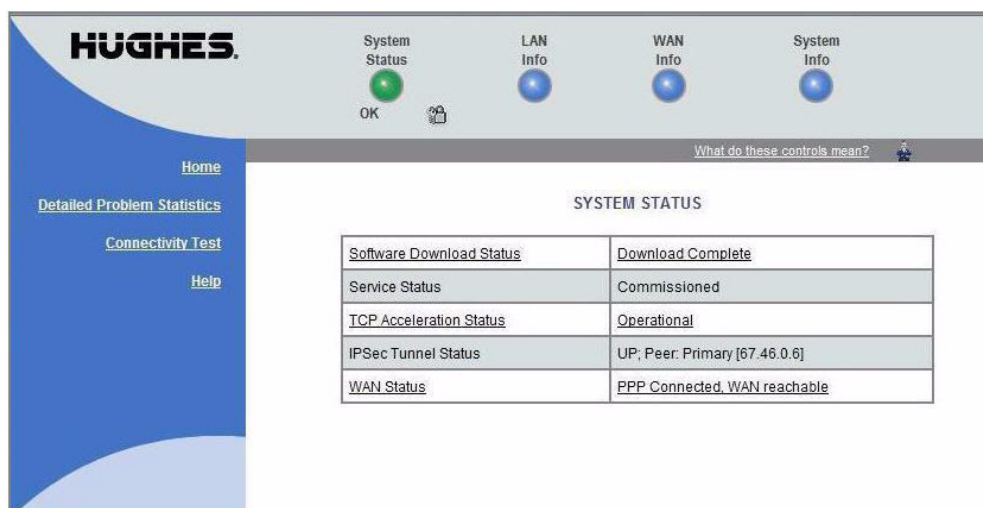 HUGHES.
System Status
LAN Info
WAN Info
System Info
OK
What do these controls mean?
Home
Detailed Problem Statistics
Connectivity Test
Help
SYSTEM STATUS
Software Download Status Download Complete
Service Status Commissioned
TCP Acceleration Status Operational
IPSec Tunnel Status UP; Peer: Primary [67.46.0.6]
WAN Status PPP Connected, WAN reachable